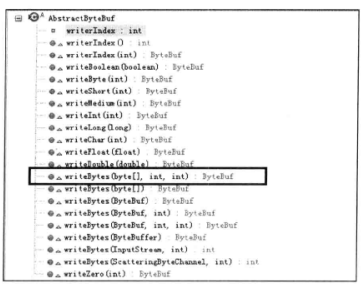 AbstractByteBuf
writerIndex : int
writerIndex() : int
writerIndex(int) : ByteBuf
writeBoolean(boolean) : ByteBuf
writeByte(int) : ByteBuf
writeShort(int) : ByteBuf
writeMedium(int) : ByteBuf
writeInt(int) : ByteBuf
writeLong(long) : ByteBuf
writeChar(int) : ByteBuf
writeFloat(float) : ByteBuf
writeDouble(double) : ByteBuf
writeBytes(byte[], int, int) : ByteBuf
writeBytes(byte[]) : ByteBuf
writeBytes(ByteBuf) : ByteBuf
writeBytes(ByteBuf, int) : ByteBuf
writeBytes(ByteBuf, int, int) : ByteBuf
writeBytes(ByteBuffer) : ByteBuf
writeBytes(InputStream, int) : int
writeBytes(ScatteringByteChannel, int) : int
writeZero(int) : ByteBuf